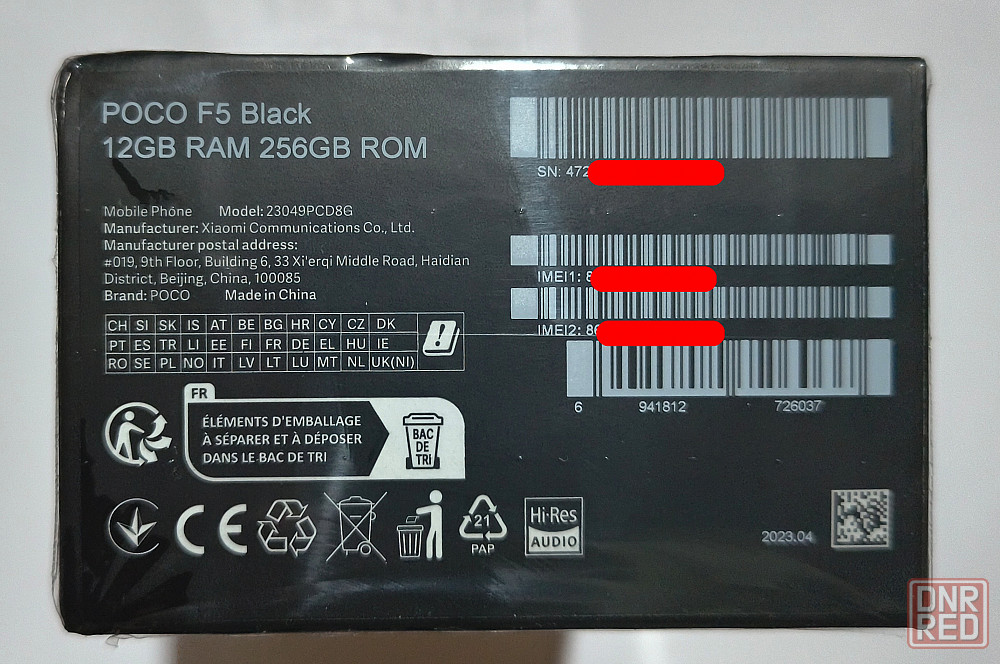 POCO F5 Black
12GB RAM 256GB ROM
Mobile Phone Model: 23049PCD8G
Manufacturer: Xiaomi Communications Co., Ltd.
Manufacturer postal address:
#019, 9th Floor, Building 6, 33 Xi'erqi Middle Road, Haidian
District, Beijing, China, 100085
Brand: POCO Made in China
CH SI SK IS AT BE BG HR CY CZ DK
PT ES TR LI EE FI FR DE EL HU IE
RO SE PL NO IT LV LT LU MT NL UK(NI)
FR
ÉLÉMENTS D'EMBALLAGE
À SÉPARER ET À DÉPOSER
DANS LE BAC DE TRI
BAC
DE
TRI
CE
21
PAP
Hi-Res
AUDIO
SN: 472
IMEI1: 8
IMEI2: 86
6 941812 726037
2023.04
DNR
RED